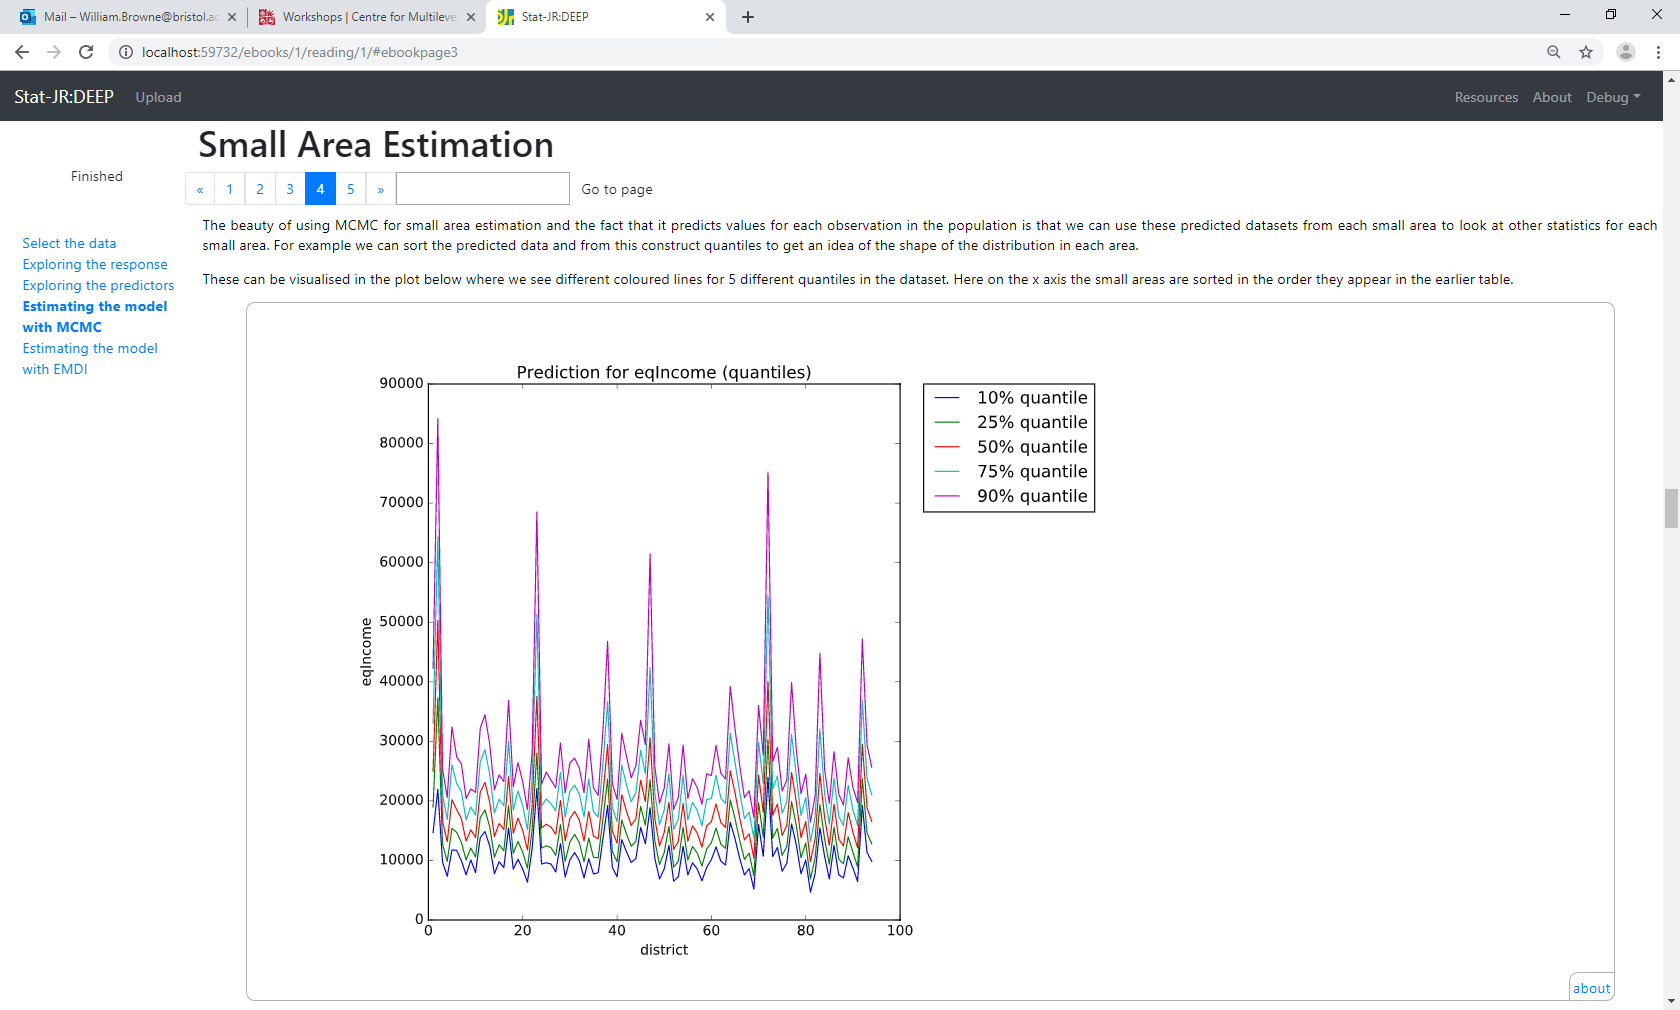 Mail – William.Browne@bristol.ac
Workshops | Centre for Multileve
Stat-JR:DEEP
localhost:59732/ebooks/1/reading/1/#ebookpage3
Stat-JR:DEEP Upload Resources About Debug
Small Area Estimation
Finished
« 1 2 3 4 5 » Go to page
Select the data
Exploring the response
Exploring the predictors
Estimating the model
with MCMC
Estimating the model
with EMDI
The beauty of using MCMC for small area estimation and the fact that it predicts values for each observation in the population is that we can use these predicted datasets from each small area to look at other statistics for each
small area. For example we can sort the predicted data and from this construct quantiles to get an idea of the shape of the distribution in each area.
These can be visualised in the plot below where we see different coloured lines for 5 different quantiles in the dataset. Here on the x axis the small areas are sorted in the order they appear in the earlier table.
Prediction for eqIncome (quantiles)
90000
80000
70000
60000
50000
40000
30000
20000
10000
0
eqIncome
0 20 40 60 80 100
district
10% quantile
25% quantile
50% quantile
75% quantile
90% quantile
about